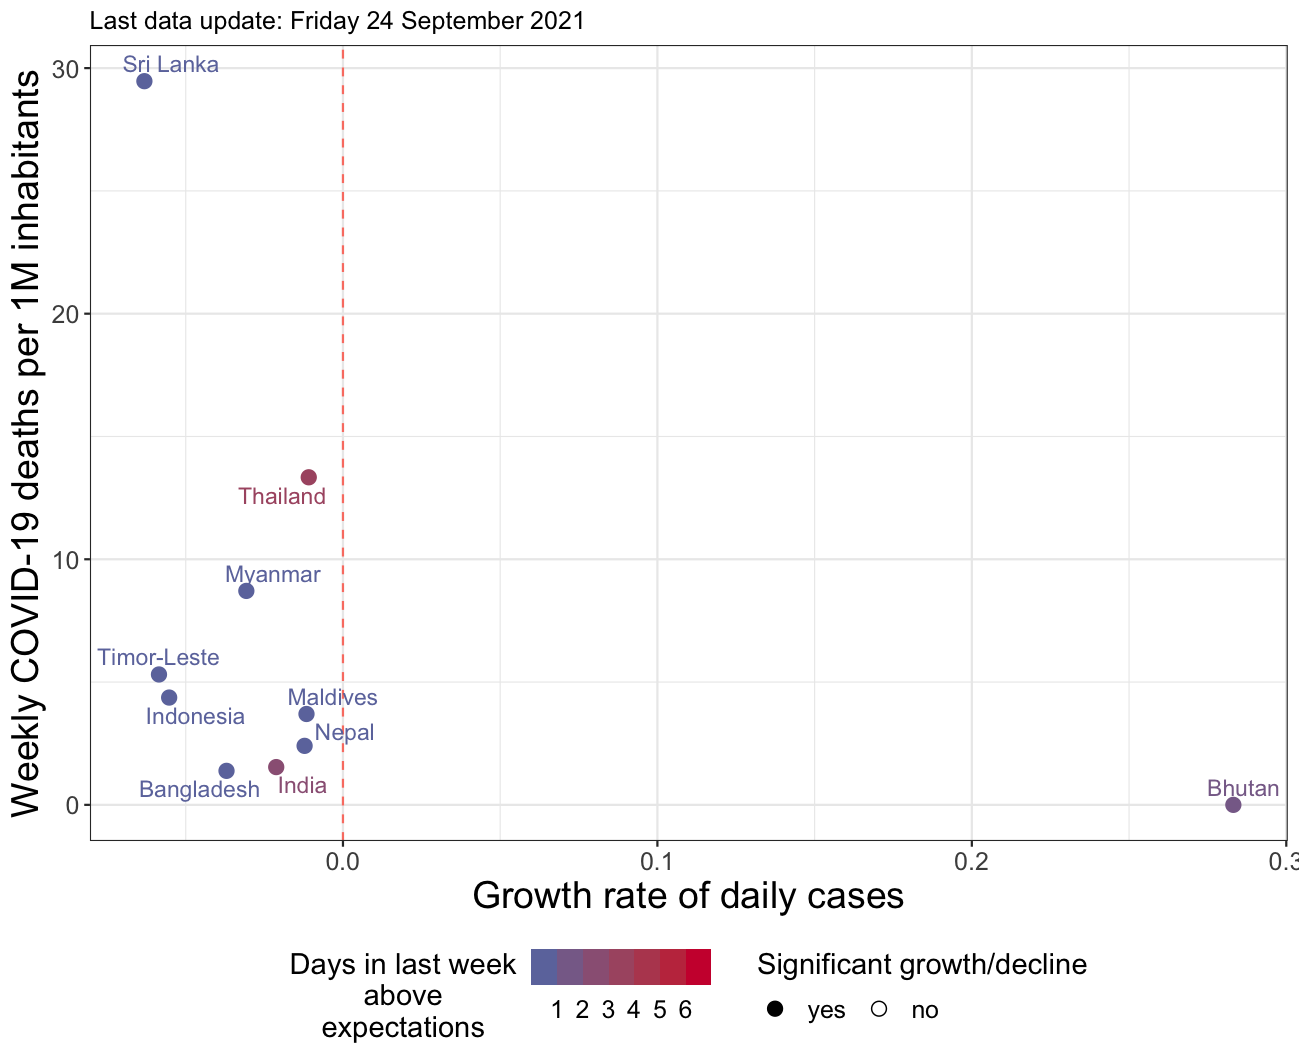 Last data update: Friday 24 September 2021
Weekly COVID-19 deaths per 1M inhabitants
30
20
10
0
Sri Lanka
Thailand
Myanmar
Timor-Leste
Indonesia
Maldives
Nepal
Bangladesh
India
Bhutan
0.0 0.1 0.2 0.3
Growth rate of daily cases
Days in last week
above
expectations
1 2 3 4 5 6
Significant growth/decline
yes no